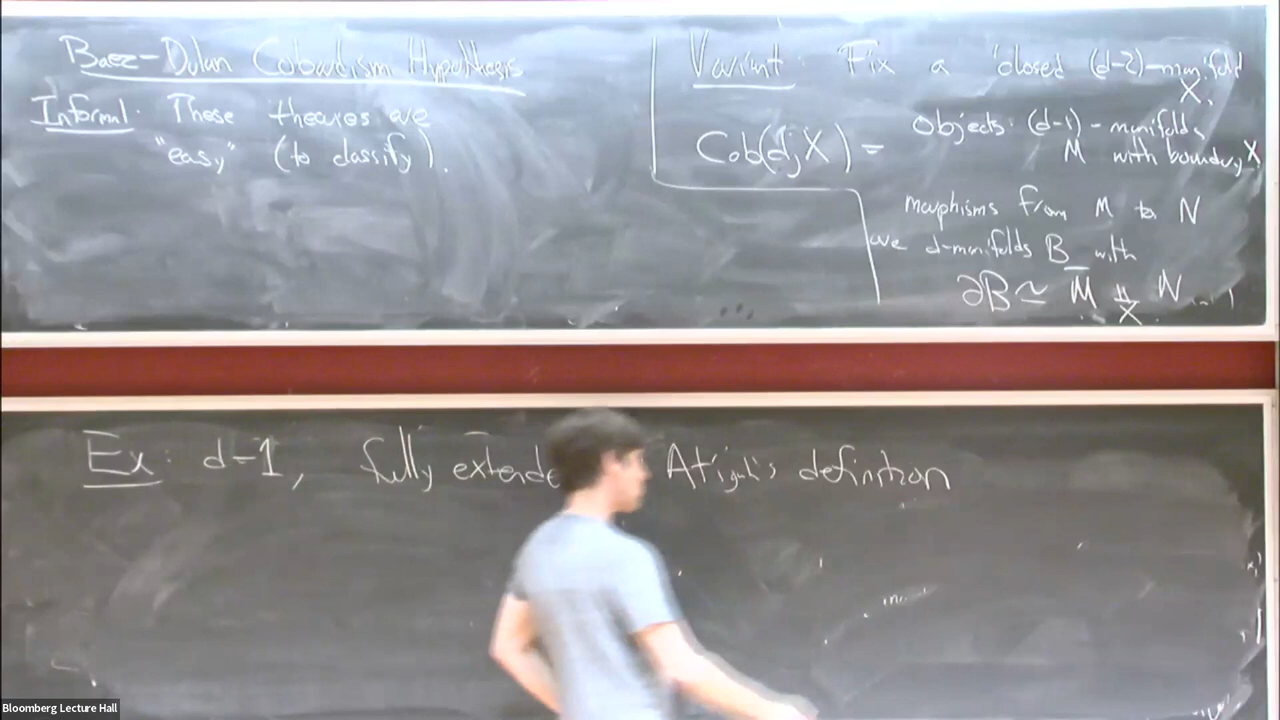 Baez-Dolan Cobordism Hypothesis
Informal: These theories are
"easy" (to classify).
Variant: Fix a closed (d-2)-manifold
X.
Cob(d,X) =
Objects: (d-1)-manifolds
M with boundary X,
morphisms from M to N
are d-manifolds B with
∂B ≃ M̄ ⨿ N
X
Ex: d=1, fully extende Atiyah's definition
Bloomberg Lecture Hall